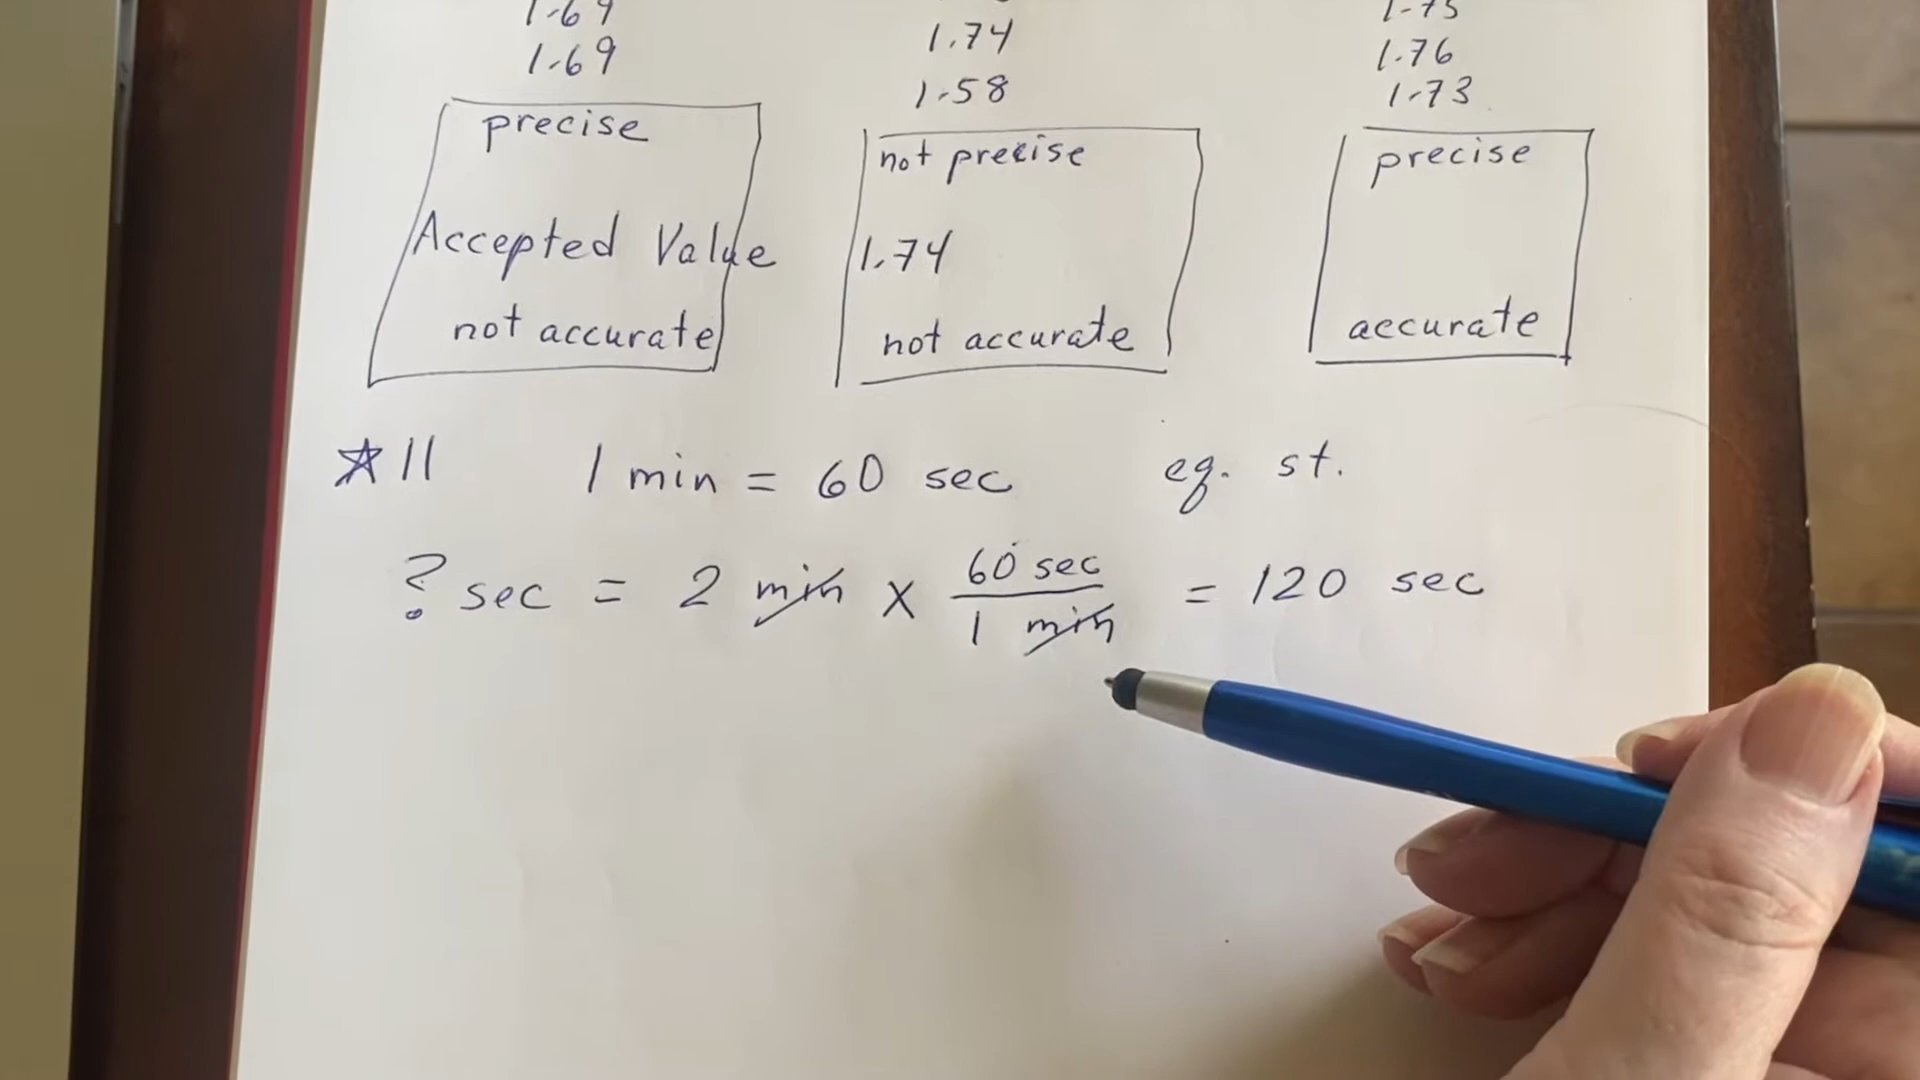 1.69 1.75
1.69 1.74 1.76
1.58 1.73
precise not precise precise
Accepted Value 1.74
not accurate not accurate accurate
☆11 1 min = 60 sec eq. st.
? sec = 2 min x 60 sec / 1 min = 120 sec